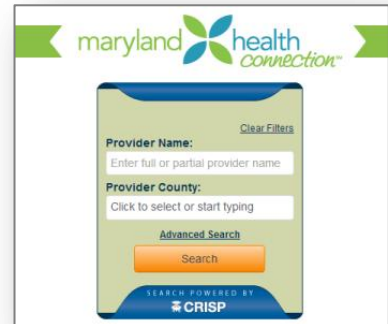 maryland health
connection™
Clear Filters
Provider Name:
Enter full or partial provider name
Provider County:
Click to select or start typing
Advanced Search
Search
SEARCH POWERED BY
CRISP